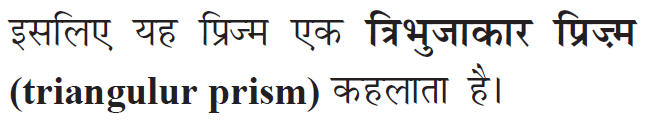 इसलिए यह प्रिज्म एक त्रिभुजाकार प्रिज़्म
(triangulur prism) कहलाता है।